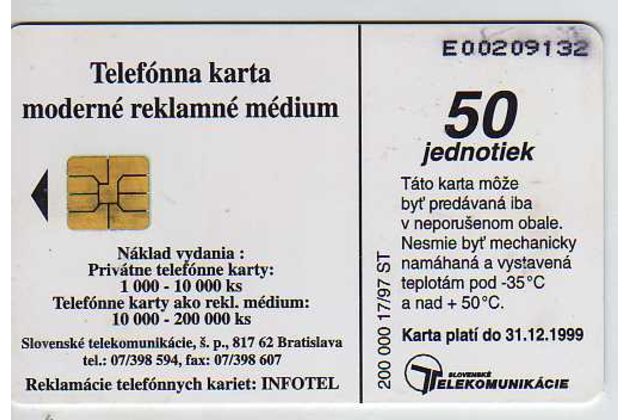 Telefónna karta
moderné reklamné médium
Náklad vydania :
Privátne telefónne karty:
1 000 - 10 000 ks
Telefónne karty ako rekl. médium:
10 000 - 200 000 ks
Slovenské telekomunikácie, š. p., 817 62 Bratislava
tel.: 07/398 594, fax: 07/398 607
Reklamácie telefónnych kariet: INFOTEL
200 000 17/97 ST
E00209132
50
jednotiek
Táto karta môže
byť predávaná iba
v neporušenom obale.
Nesmie byť mechanicky
namáhaná a vystavená
teplotám pod -35°C
a nad + 50°C.
Karta platí do 31.12.1999
SLOVENSKÉ
TELEKOMUNIKÁCIE